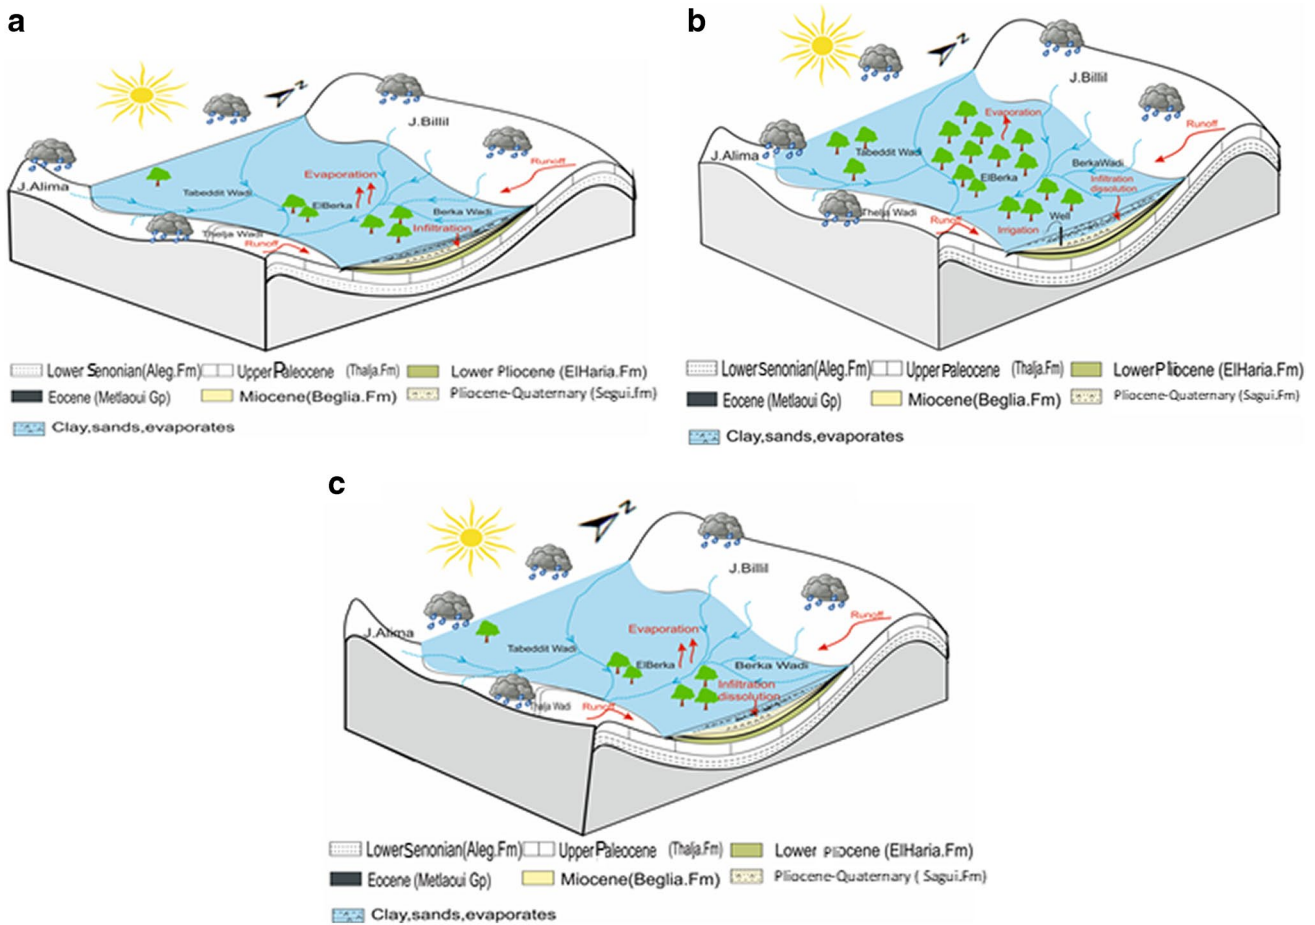 a
N
J.Billil
Runoff
J.Alima
Evaporation
Tabeddit Wadi
ElBerka
Berka Wadi
Thelja Wadi
Infiltration
Runoff
Lower Senonian(Aleg.Fm)
Upper Paleocene
(Thalja.Fm)
Lower Pliocene (ElHaria.Fm)
Eocene (Metlaoui Gp)
Miocene(Beglia.Fm)
Pliocene-Quaternary (Segui.fm)
Clay,sands,evaporates
b
N
J.Billil
Evaporation
Runoff
J.Alima
Tabeddit Wadi
BerkaWadi
ElBerka
Infiltration
dissolution
Thelja Wadi
Runoff
Well
Irrigation
Lower Senonian(Aleg.Fm)
Upper Paleocene
(Thalja.Fm)
Lower Pliocene (ElHaria.Fm)
Eocene (Metlaoui Gp)
Miocene(Beglia.Fm)
Pliocene-Quaternary (Sagui.Fm)
Clay,sands,evaporates
c
N
J.Billil
Runoff
J.Alima
Evaporation
Tabeddit Wadi
ElBerka
Berka Wadi
Infiltration
dissolution
Thalja Wadi
Runoff
Lower Senonian(Aleg.Fm)
Upper Paleocene
(Thalja.Fm)
Lower Pliocene (ElHaria.Fm)
Eocene (Metlaoui Gp)
Miocene(Beglia.Fm)
Pliocene-Quaternary ( Sagui.Fm)
Clay,sands,evaporates